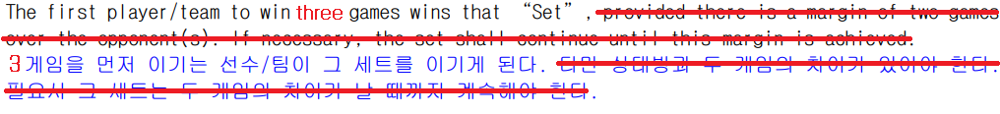 The first player/team to win three games wins that “Set”, provided there is a margin of two games
over the opponent(s). If necessary, the set shall continue until this margin is achieved.
3게임을 먼저 이기는 선수/팀이 그 세트를 이기게 된다. 다만 상대방과 두 게임의 차이가 있어야 한다.
필요시 그 세트는 두 게임의 차이가 날 때까지 계속해야 한다.